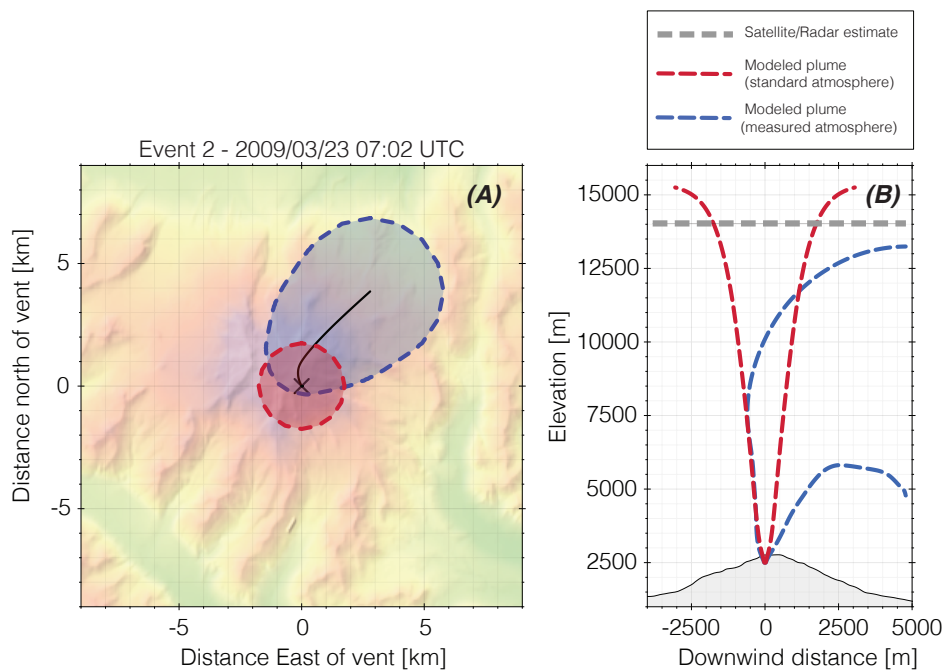 Satellite/Radar estimate
Modeled plume
(standard atmosphere)
Modeled plume
(measured atmosphere)
Event 2 - 2009/03/23 07:02 UTC
(A)
5
0
-5
-5
0
5
Distance north of vent [km]
Distance East of vent [km]
(B)
15000
12500
10000
7500
5000
2500
-2500
0
2500
5000
Elevation [m]
Downwind distance [m]